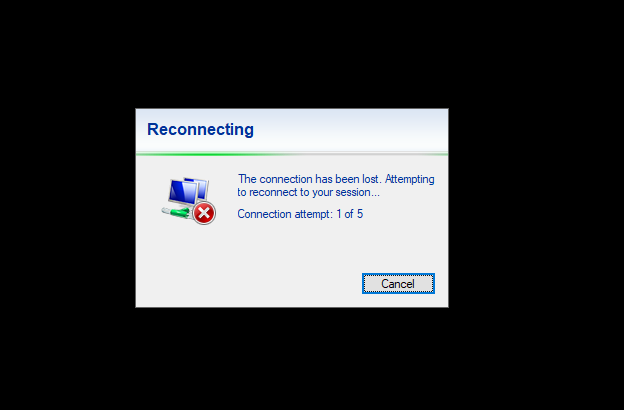 Reconnecting
The connection has been lost. Attempting
to reconnect to your session...
Connection attempt: 1 of 5
Cancel